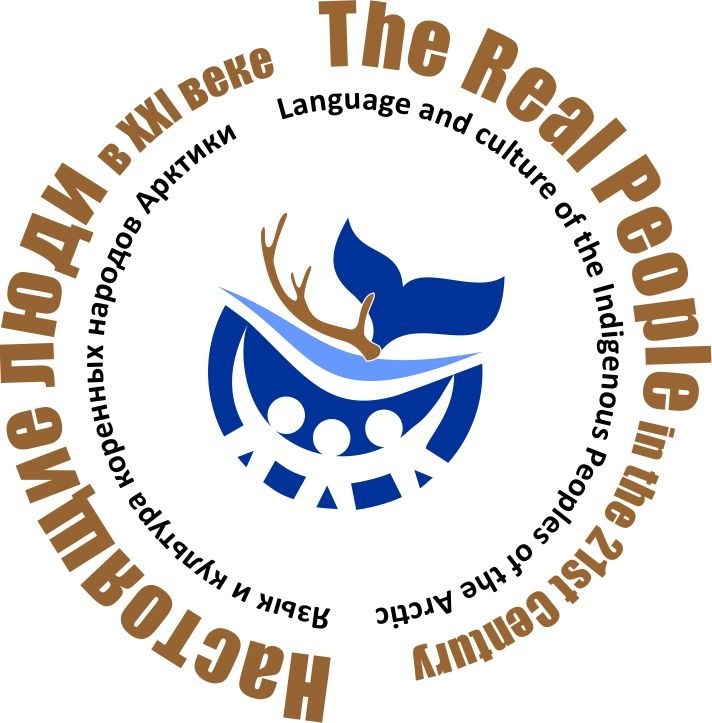 Настоящие люди в XXI веке
Язык и культура коренных народов Арктики
The Real People in the 21st Century
Language and culture of the Indigenous Peoples of the Arctic